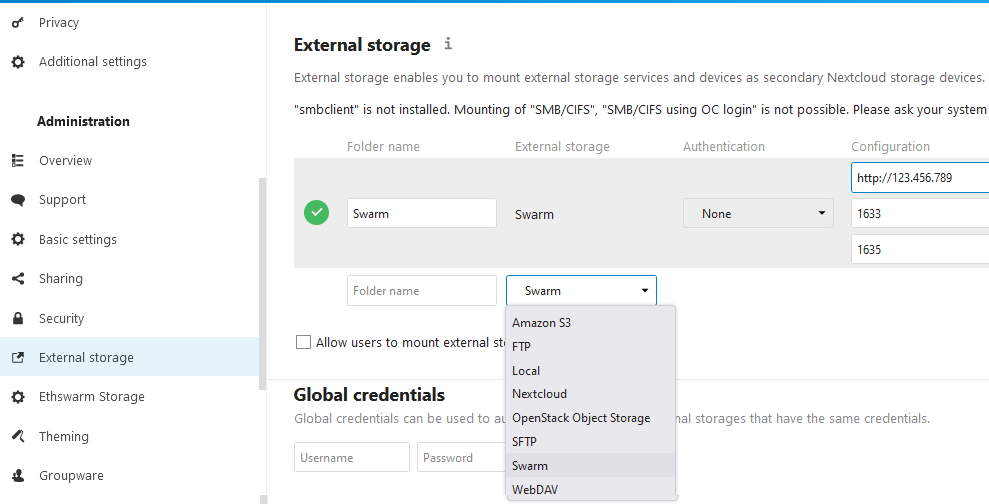 Privacy
Additional settings
Administration
Overview
Support
Basic settings
Sharing
Security
External storage
Ethswarm Storage
Theming
Groupware
External storage
External storage enables you to mount external storage services and devices as secondary Nextcloud storage devices.
"smbclient" is not installed. Mounting of "SMB/CIFS", "SMB/CIFS using OC login" is not possible. Please ask your system
Folder name External storage Authentication Configuration
http://123.456.789
Swarm Swarm None 1633
1635
Folder name Swarm
Amazon S3
FTP
Local
Nextcloud
OpenStack Object Storage
SFTP
Swarm
WebDAV
Allow users to mount external
Global credentials
Global credentials can be used to storages that have the same credentials.
Username Password